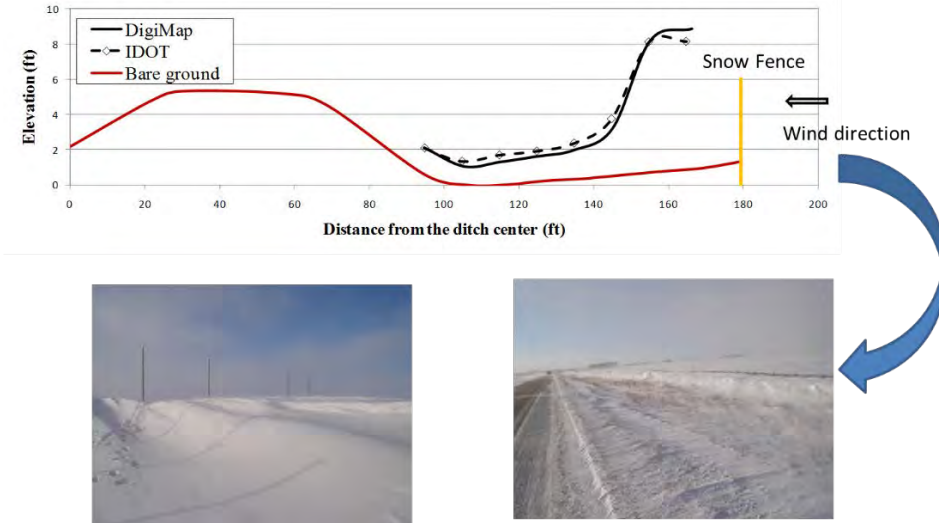 10
8
6
4
2
0
Elevation (ft)
DigiMap
IDOT
Bare ground
Snow Fence
Wind direction
0 20 40 60 80 100 120 140 160 180 200
Distance from the ditch center (ft)